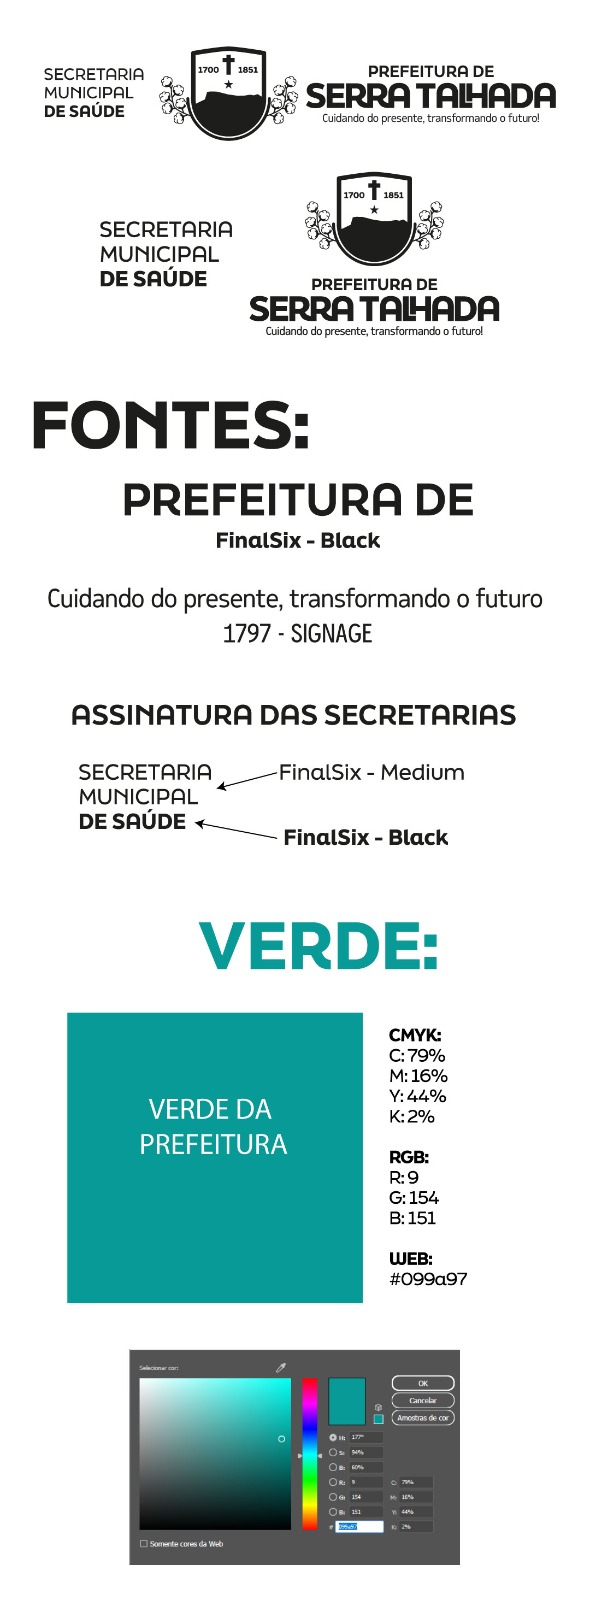 SECRETARIA
MUNICIPAL
DE SAÚDE
1700 1851
PREFEITURA DE
SERRA TALHADA
Cuidando do presente, transformando o futuro!
SECRETARIA
MUNICIPAL
DE SAÚDE
1700 1851
PREFEITURA DE
SERRA TALHADA
Cuidando do presente, transformando o futuro!
FONTES:
PREFEITURA DE
FinalSix - Black
Cuidando do presente, transformando o futuro
1797 - SIGNAGE
ASSINATURA DAS SECRETARIAS
SECRETARIA
MUNICIPAL
DE SAÚDE
FinalSix - Medium
FinalSix - Black
VERDE:
VERDE DA
PREFEITURA
CMYK:
C: 79%
M: 16%
Y: 44%
K: 2%
RGB:
R: 9
G: 154
B: 151
WEB:
#099a97
Selecionar cor:
OK
Cancelar
Amostras de cor
H: 177°
S: 94%
B: 60%
R: 9 C: 79%
G: 154 M: 16%
B: 151 Y: 44%
# 099a97 K: 2%
Somente cores da Web